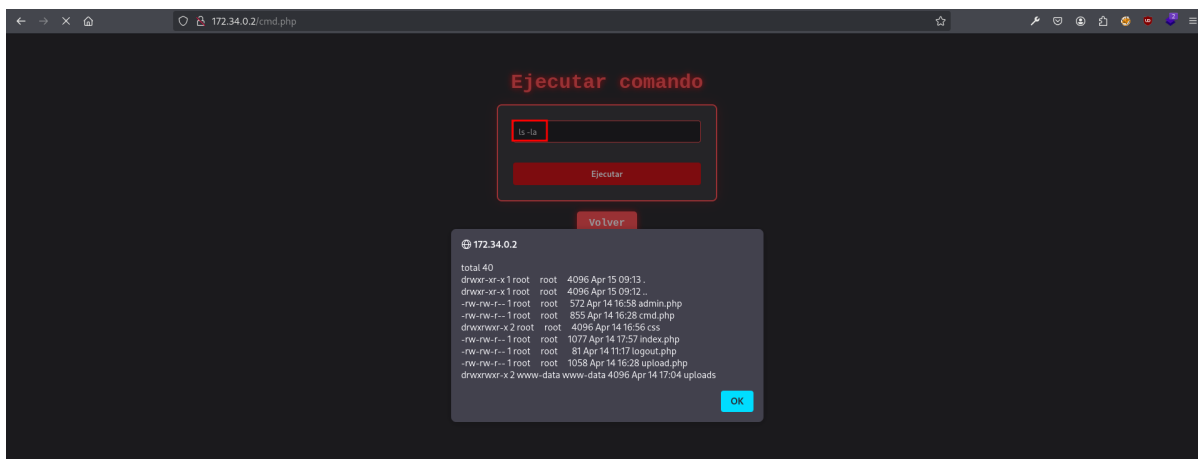 172.34.0.2/cmd.php
2
Ejecutar comando
ls -la
Ejecutar
Volver
172.34.0.2
total 40
drwxr-xr-x 1 root root 4096 Apr 15 09:13 .
drwxr-xr-x 1 root root 4096 Apr 15 09:12 ..
-rw-rw-r-- 1 root root 572 Apr 14 16:58 admin.php
-rw-rw-r-- 1 root root 855 Apr 14 16:28 cmd.php
drwxrwxr-x 2 root root 4096 Apr 14 16:56 css
-rw-rw-r-- 1 root root 1077 Apr 14 17:57 index.php
-rw-rw-r-- 1 root root 81 Apr 14 11:17 logout.php
-rw-rw-r-- 1 root root 1058 Apr 14 16:28 upload.php
drwxrwxr-x 2 www-data www-data 4096 Apr 14 17:04 uploads
OK